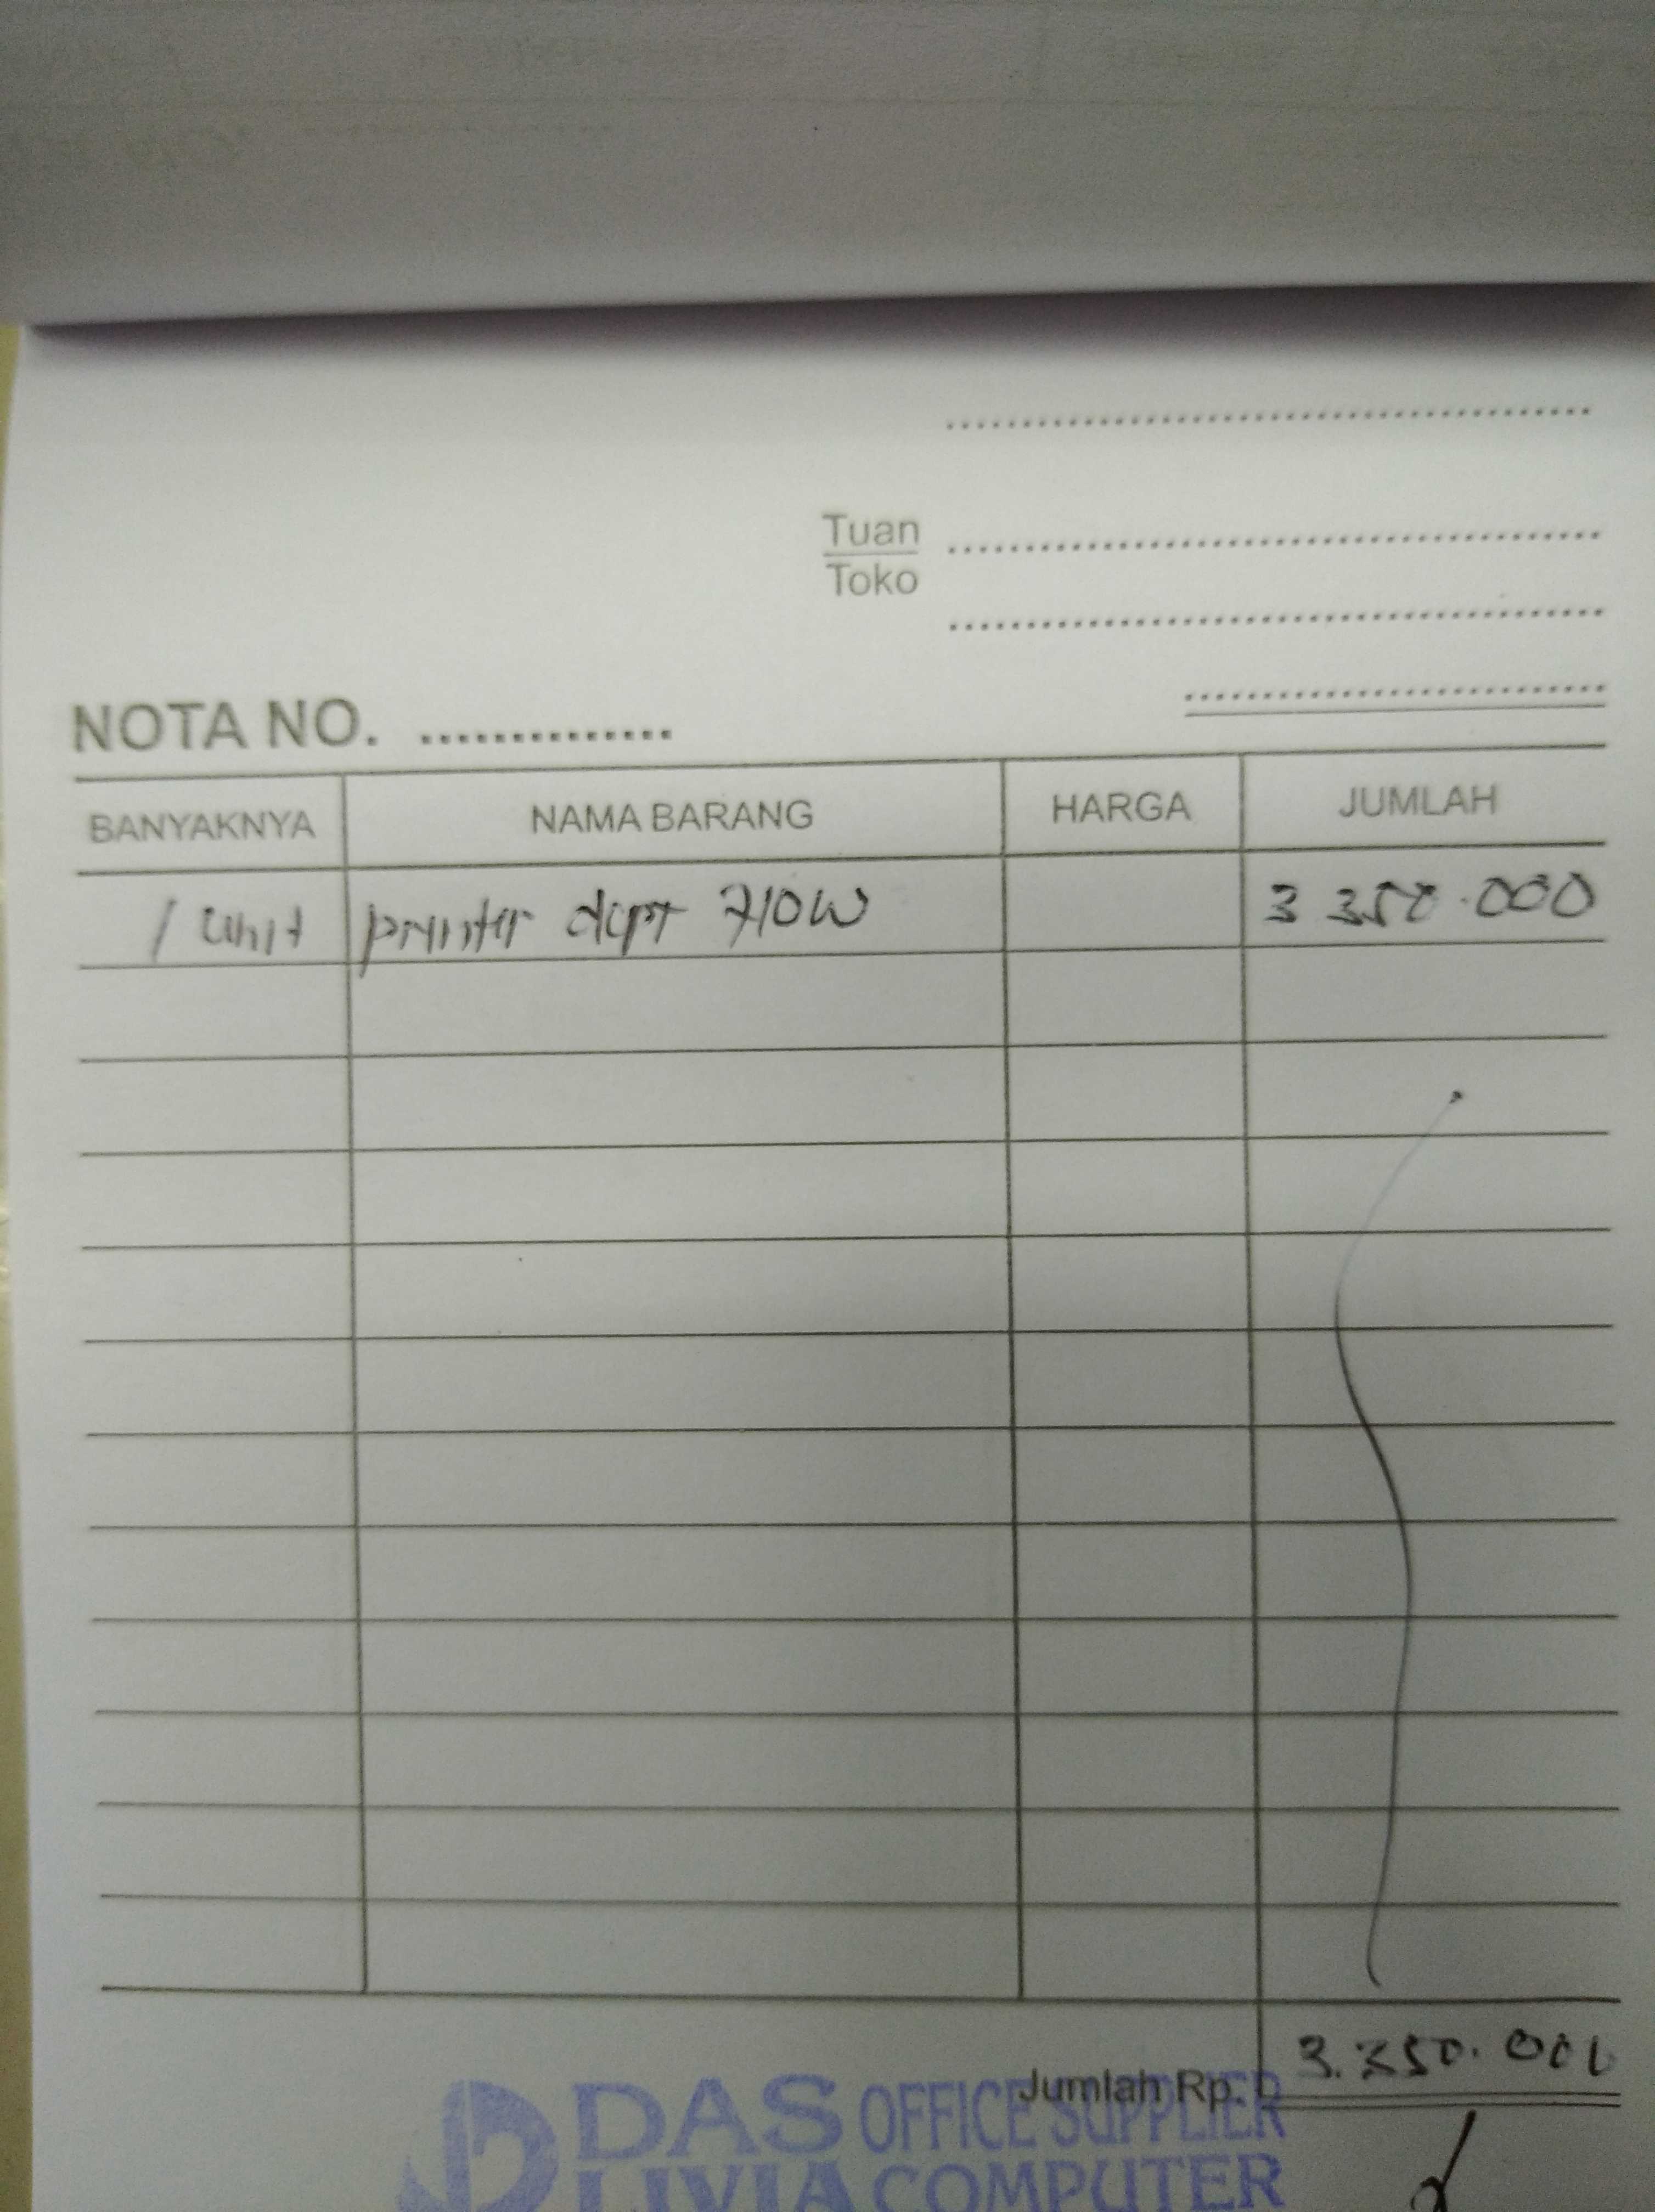 Tuan
Toko
NOTA NO. ..............
BANYAKNYA NAMA BARANG HARGA JUMLAH
1 unit printer dcpt 710W 3 350.000
Jumlah Rp. 3.350.000
DAS OFFICE SUPPLIER
LIVIA COMPUTER